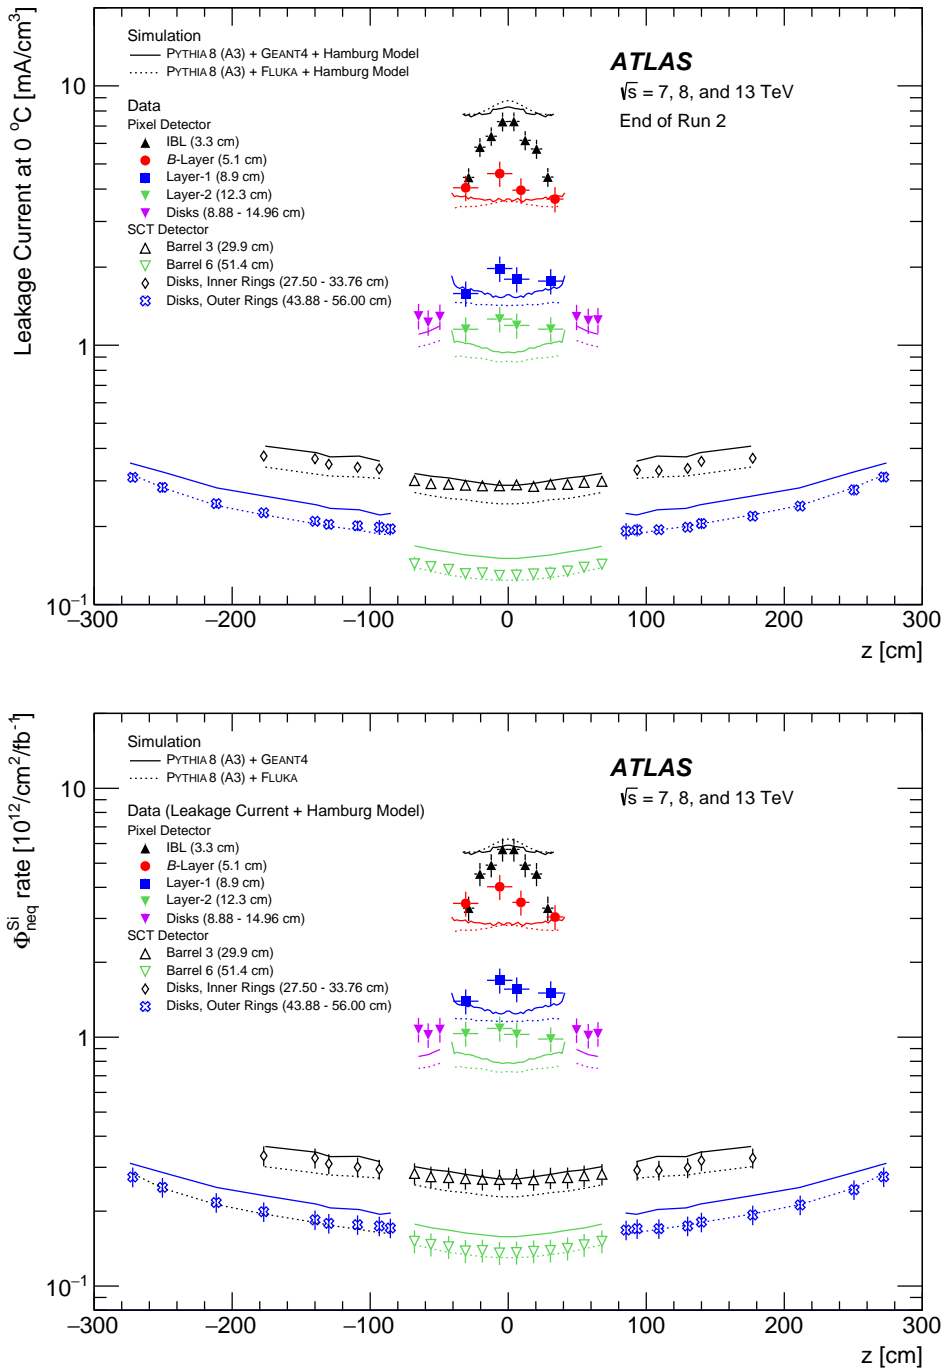 Leakage Current at 0 °C [mA/cm³]
Simulation
PYTHIA 8 (A3) + GEANT4 + Hamburg Model
PYTHIA 8 (A3) + FLUKA + Hamburg Model
Data
Pixel Detector
IBL (3.3 cm)
B-Layer (5.1 cm)
Layer-1 (8.9 cm)
Layer-2 (12.3 cm)
Disks (8.88 - 14.96 cm)
SCT Detector
Barrel 3 (29.9 cm)
Barrel 6 (51.4 cm)
Disks, Inner Rings (27.50 - 33.76 cm)
Disks, Outer Rings (43.88 - 56.00 cm)
ATLAS
√s = 7, 8, and 13 TeV
End of Run 2
10
1
10⁻¹
−300 −200 −100 0 100 200 300
z [cm]
Φ^Si_neq rate [10¹²/cm²/fb⁻¹]
Simulation
PYTHIA 8 (A3) + GEANT4
PYTHIA 8 (A3) + FLUKA
Data (Leakage Current + Hamburg Model)
Pixel Detector
IBL (3.3 cm)
B-Layer (5.1 cm)
Layer-1 (8.9 cm)
Layer-2 (12.3 cm)
Disks (8.88 - 14.96 cm)
SCT Detector
Barrel 3 (29.9 cm)
Barrel 6 (51.4 cm)
Disks, Inner Rings (27.50 - 33.76 cm)
Disks, Outer Rings (43.88 - 56.00 cm)
ATLAS
√s = 7, 8, and 13 TeV
10
1
10⁻¹
−300 −200 −100 0 100 200 300
z [cm]